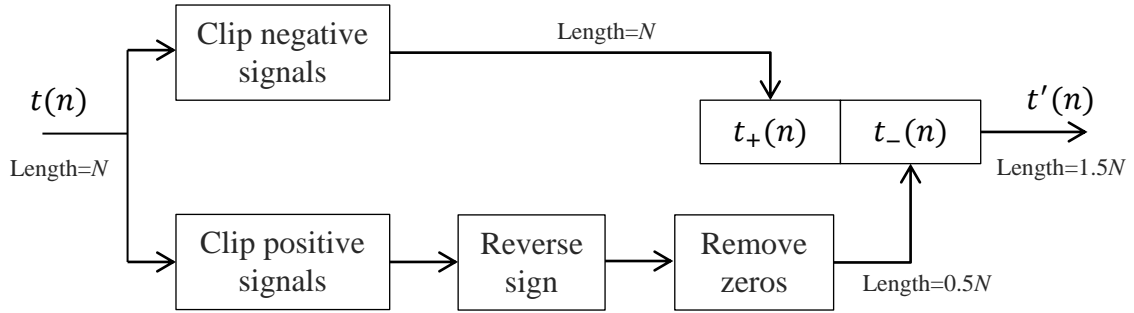 Clip negative
signals
Length=N
t(n)
Length=N
t₊(n)
t₋(n)
t′(n)
Length=1.5N
Clip positive
signals
Reverse
sign
Remove
zeros
Length=0.5N